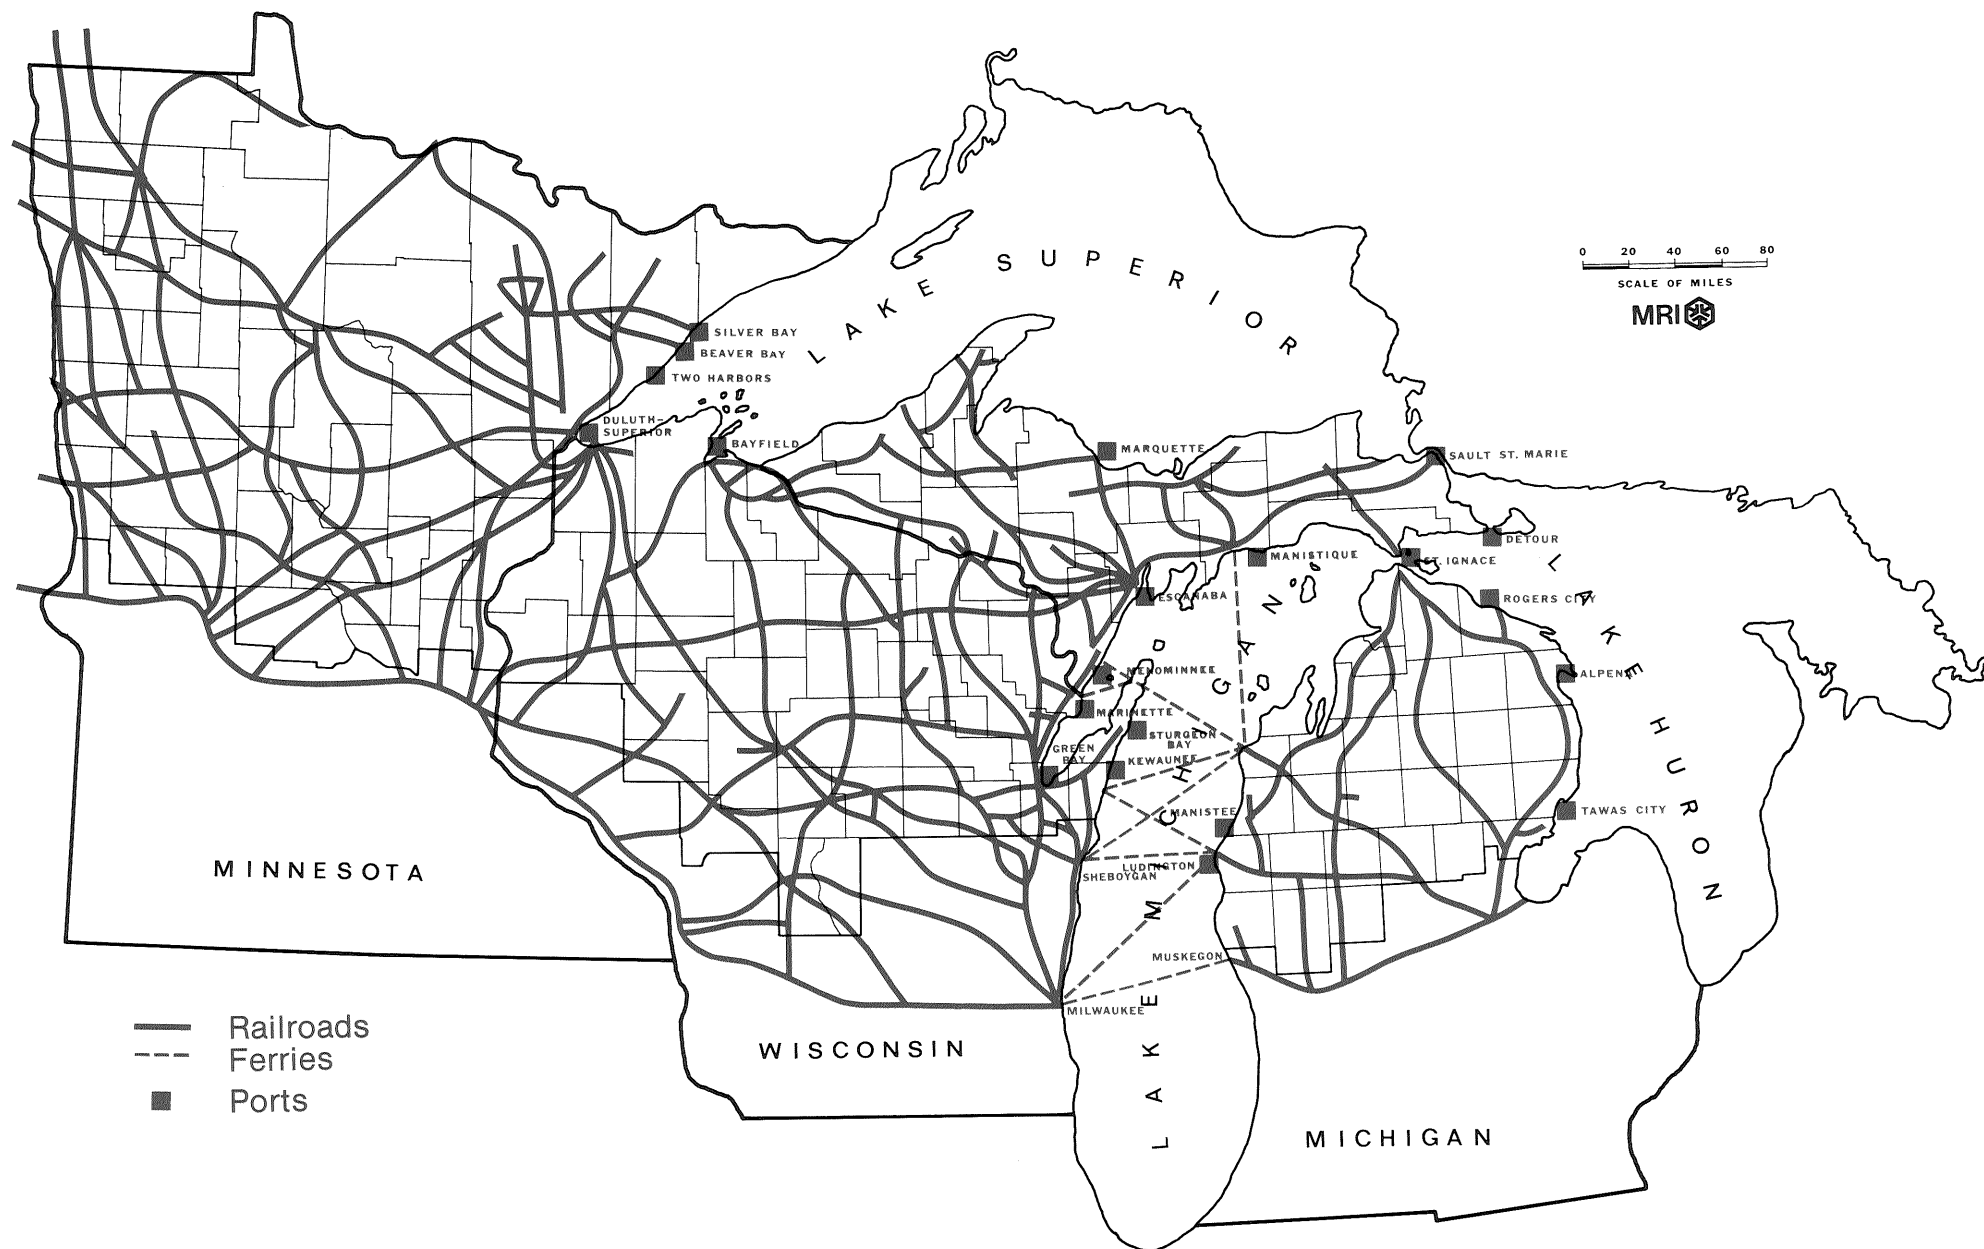 0 20 40 60 80
SCALE OF MILES
MRI
LAKE SUPERIOR
SILVER BAY
BEAVER BAY
TWO HARBORS
DULUTH-
SUPERIOR
BAYFIELD
MARQUETTE
SAULT ST. MARIE
DETOUR
MANISTIQUE
ST. IGNACE
ESCANABA
ROGERS CITY
MENOMINNEE
ALPENA
MARINETTE
STURGEON
BAY
GREEN
BAY
KEWAUNEE
MANISTEE
TAWAS CITY
LUDINGTON
SHEBOYGAN
MUSKEGON
MILWAUKEE
LAKE MICHIGAN
LAKE HURON
MINNESOTA
WISCONSIN
MICHIGAN
Railroads
Ferries
Ports